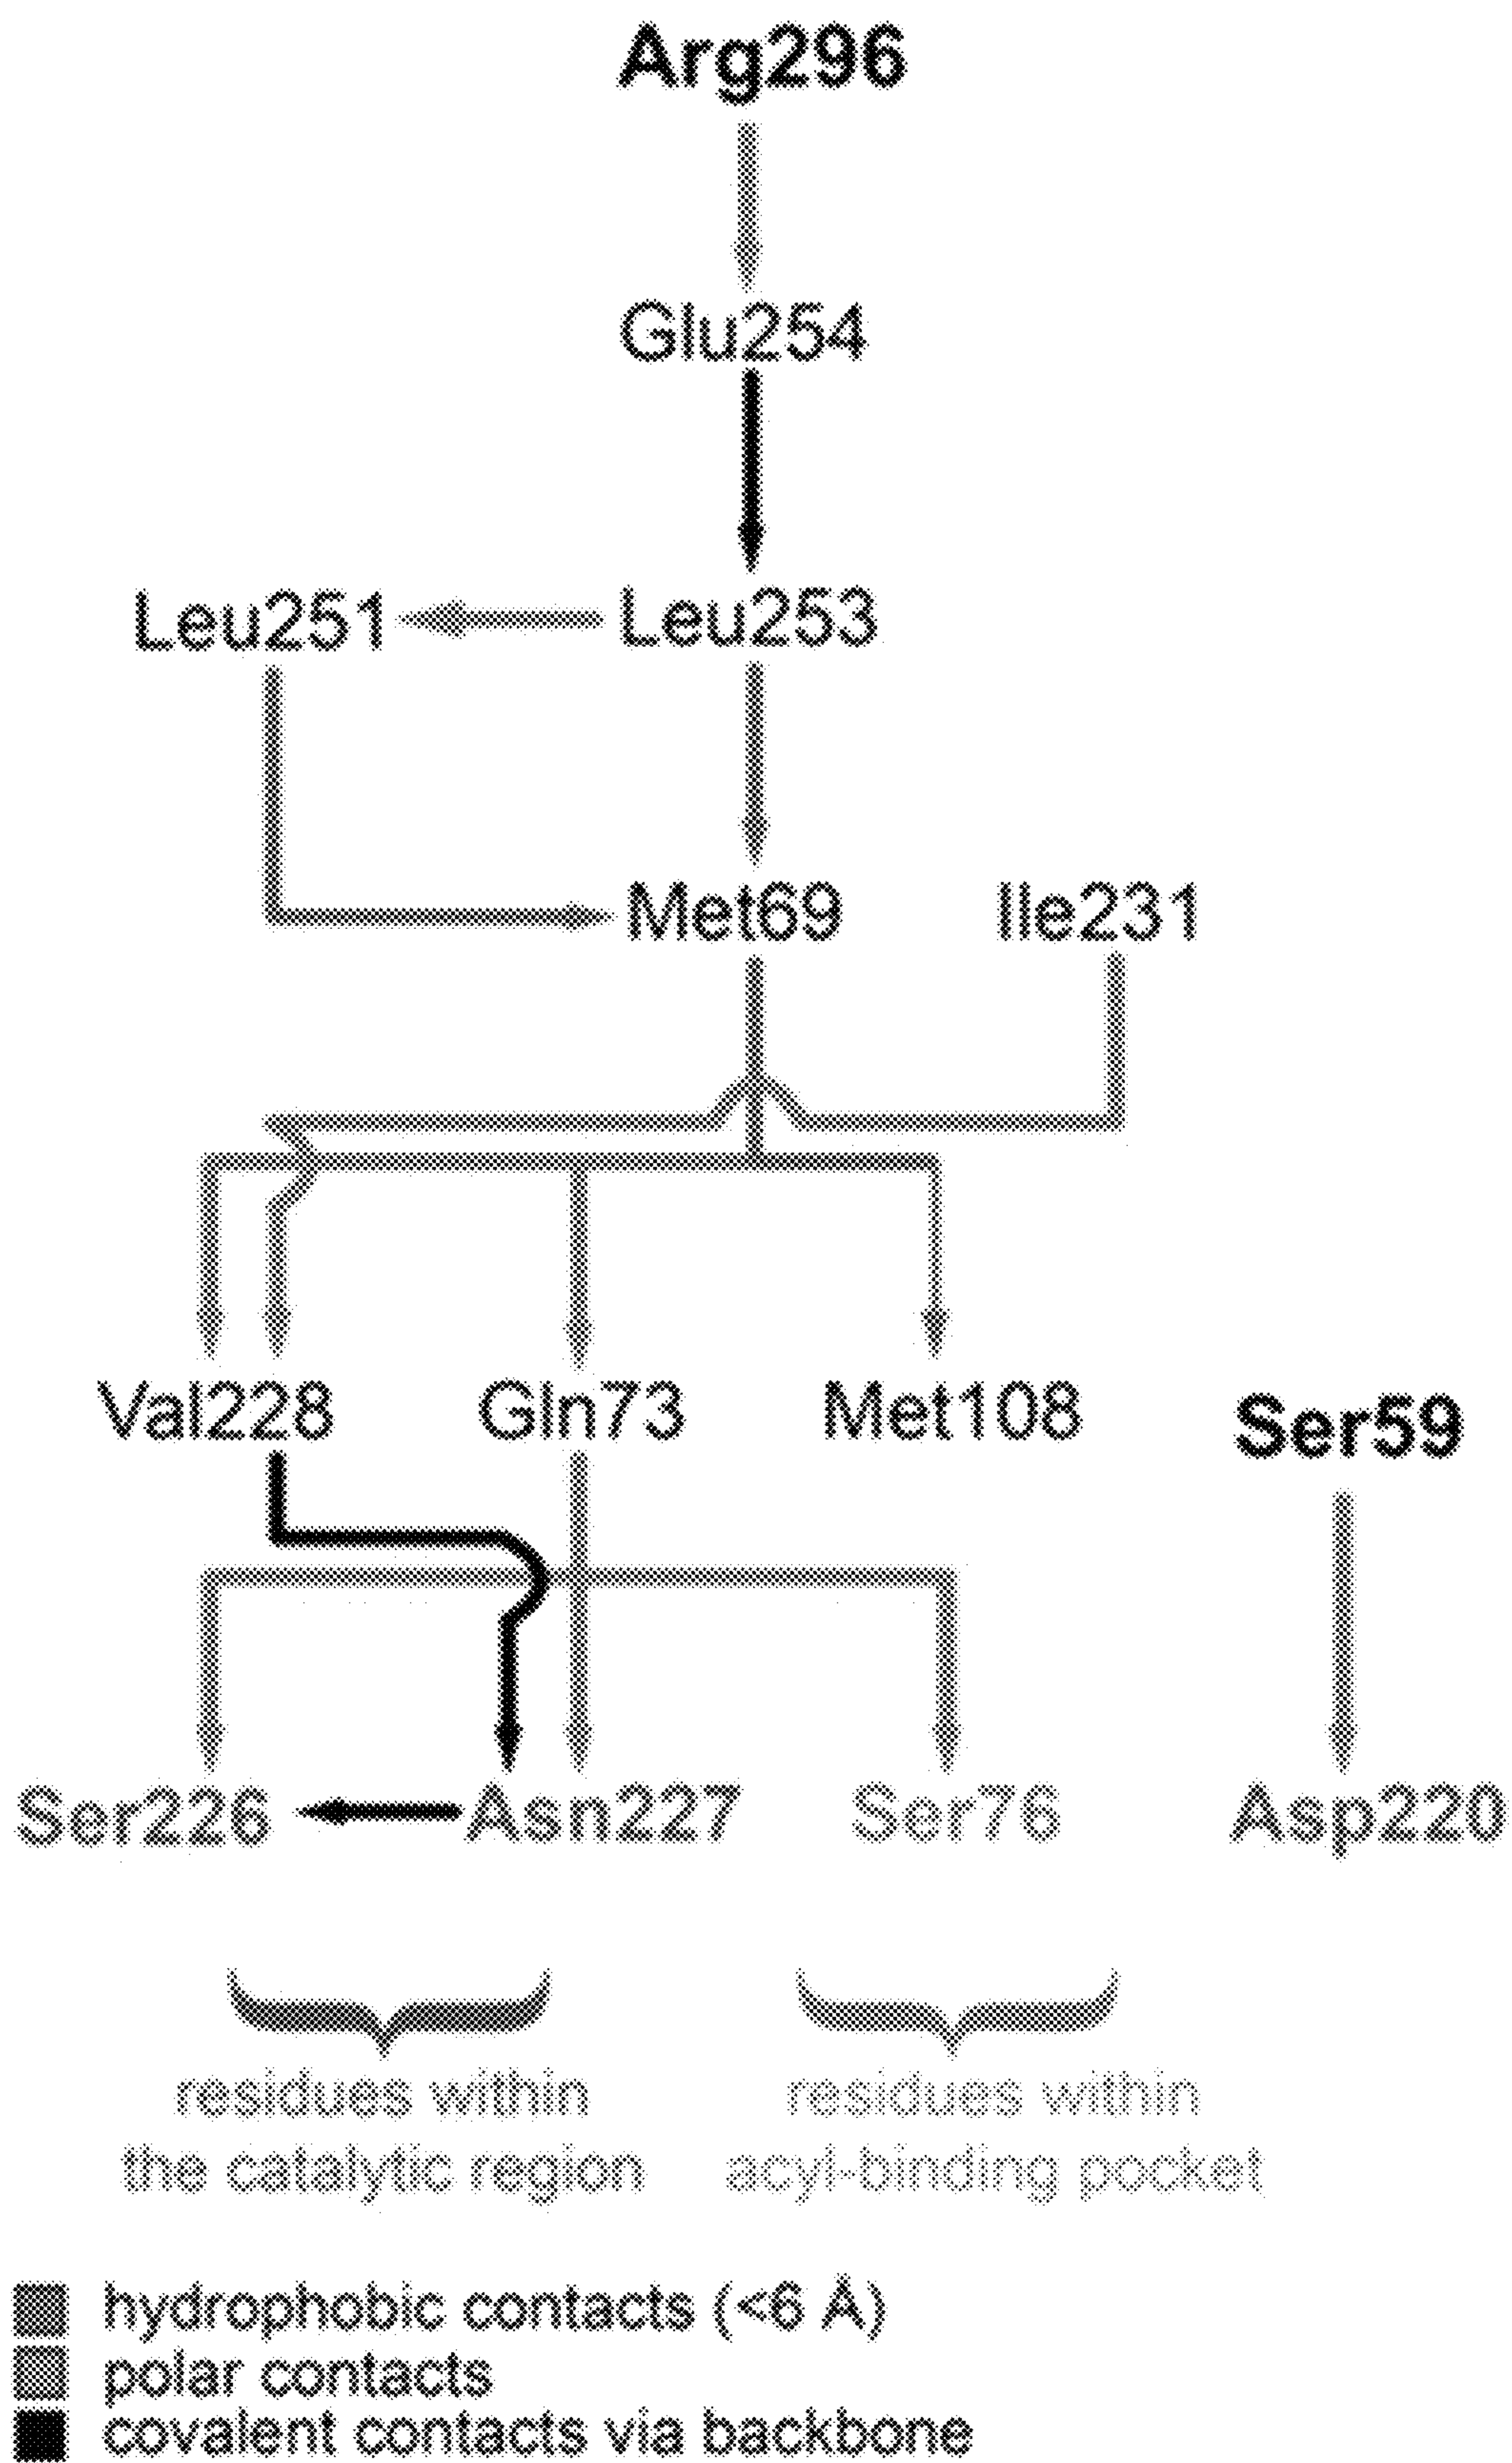 Arg296
Glu254
Leu251 Leu253
Met69 Ile231
Val228 Gln73 Met108 Ser59
Ser226 Asn227 Ser76 Asp220
residues within residues within
the catalytic region acyl-binding pocket
hydrophobic contacts (<6 Å)
polar contacts
covalent contacts via backbone